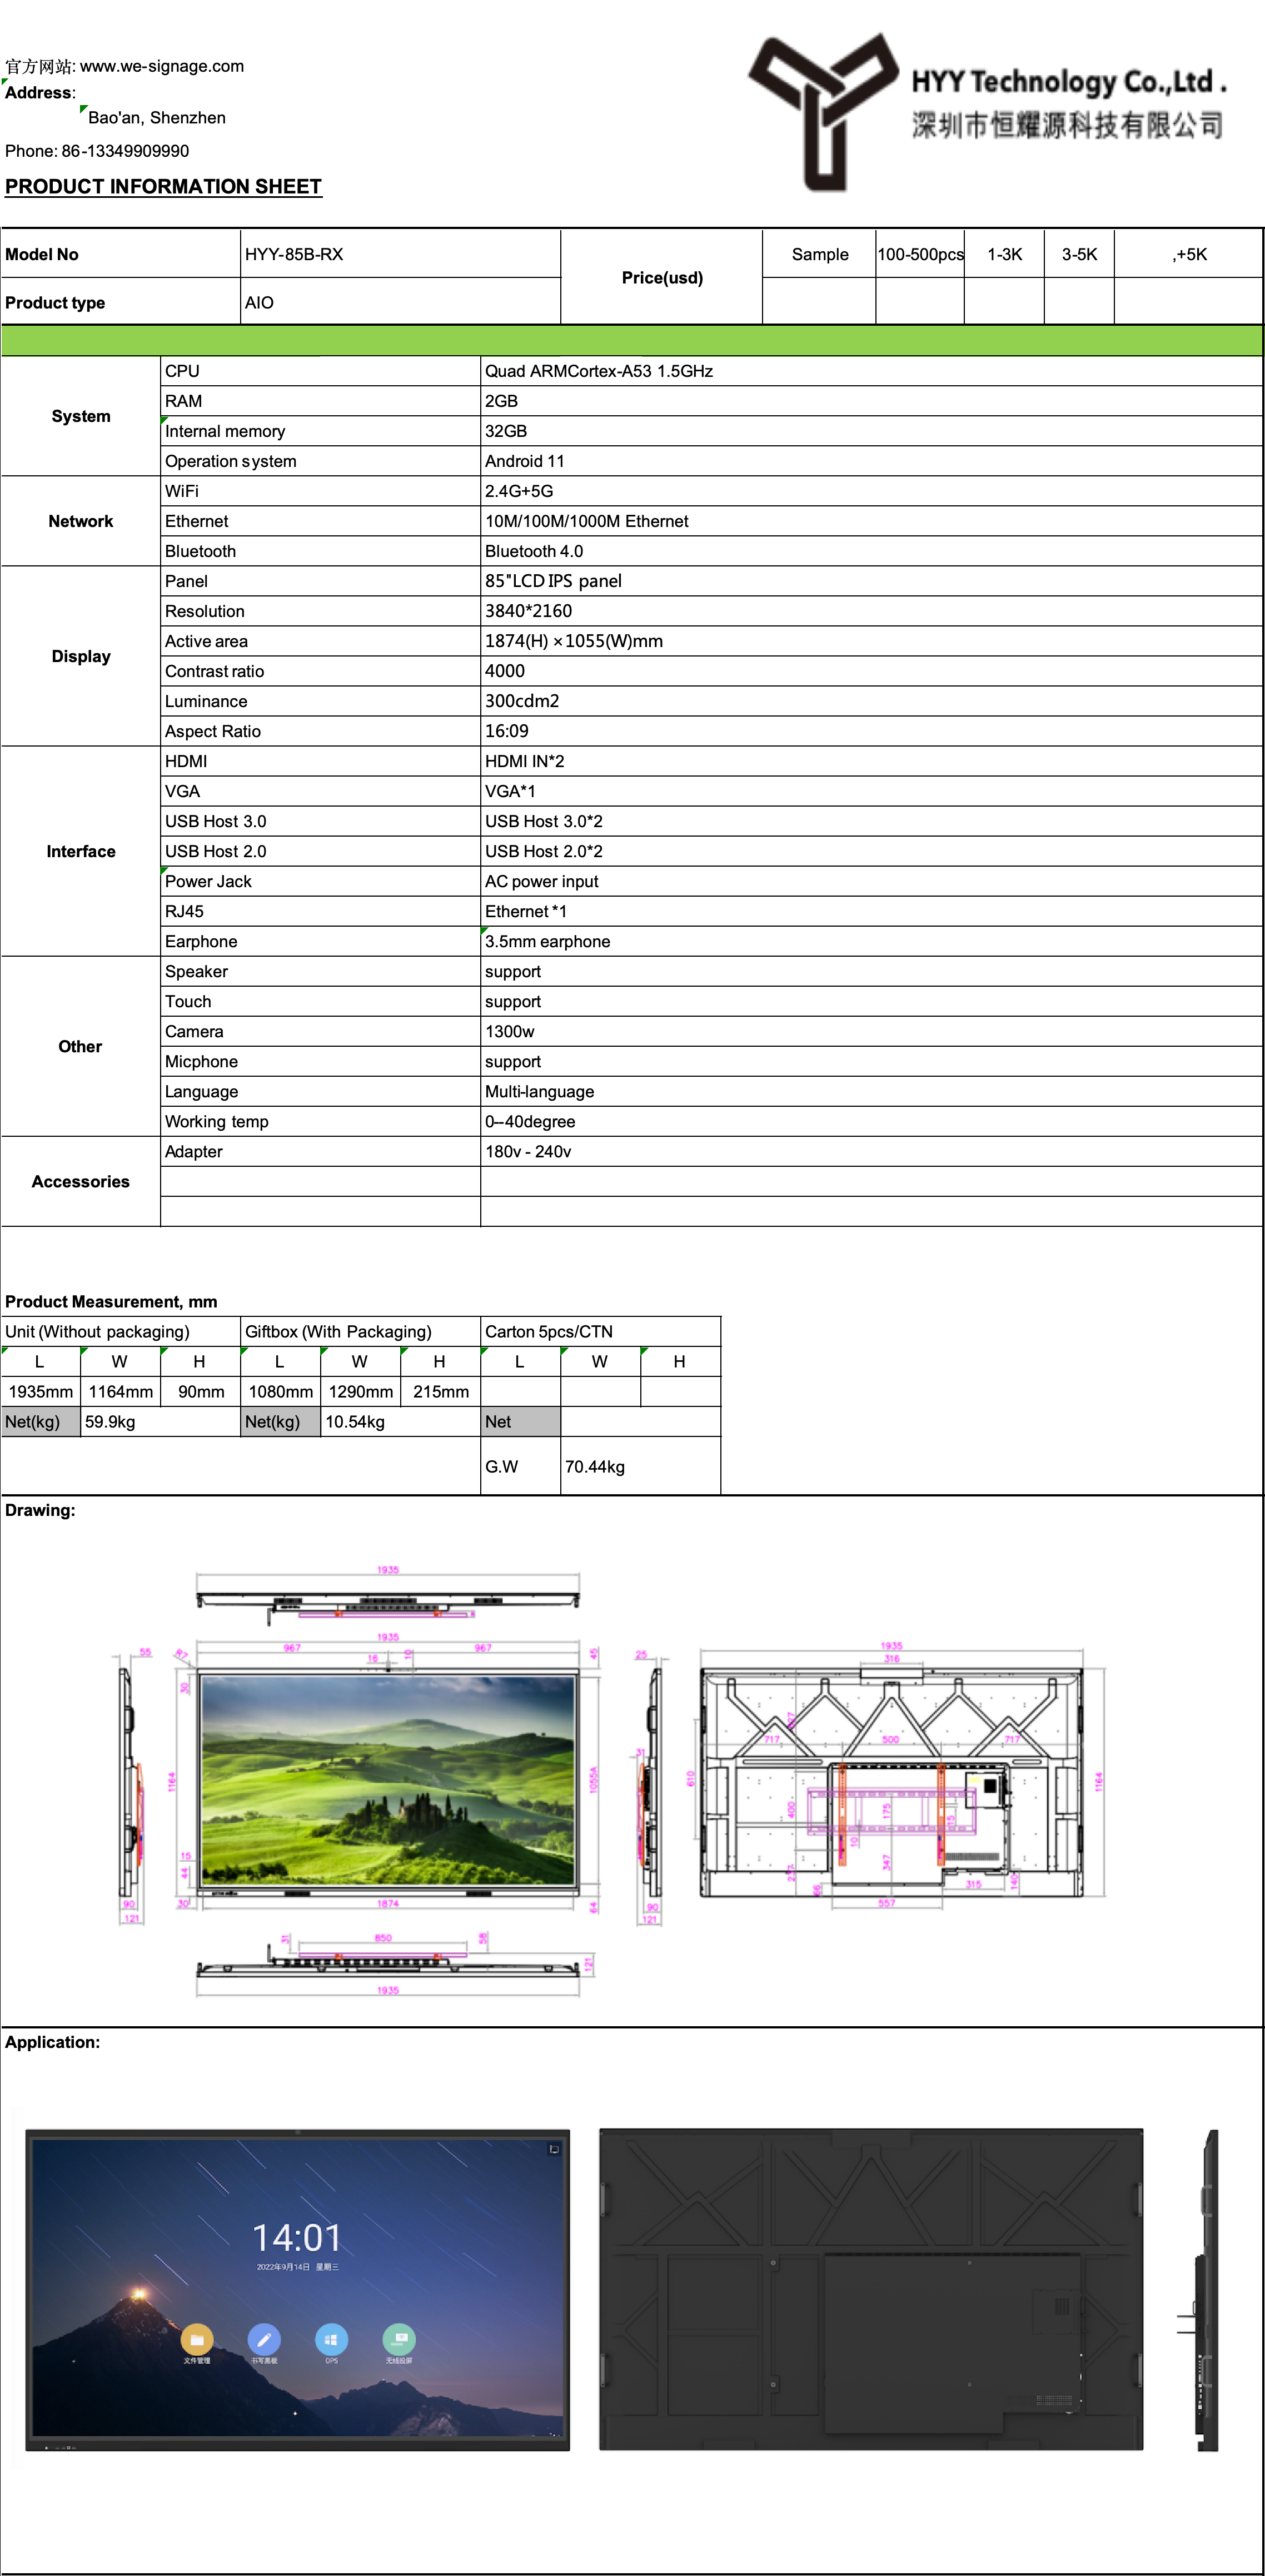 官方网站: www.we-signage.com
Address:
Bao'an, Shenzhen
Phone: 86-13349909990
PRODUCT INFORMATION SHEET
HYY Technology Co.,Ltd .
深圳市恒耀源科技有限公司
Model No HYY-85B-RX Price(usd) Sample 100-500pcs 1-3K 3-5K ,+5K
Product type AIO
System
CPU Quad ARMCortex-A53 1.5GHz
RAM 2GB
Internal memory 32GB
Operation system Android 11
Network
WiFi 2.4G+5G
Ethernet 10M/100M/1000M Ethernet
Bluetooth Bluetooth 4.0
Display
Panel 85"LCD IPS panel
Resolution 3840*2160
Active area 1874(H) ×1055(W)mm
Contrast ratio 4000
Luminance 300cdm2
Aspect Ratio 16:09
Interface
HDMI HDMI IN*2
VGA VGA*1
USB Host 3.0 USB Host 3.0*2
USB Host 2.0 USB Host 2.0*2
Power Jack AC power input
RJ45 Ethernet *1
Earphone 3.5mm earphone
Other
Speaker support
Touch support
Camera 1300w
Micphone support
Language Multi-language
Working temp 0--40degree
Accessories
Adapter 180v - 240v
Product Measurement, mm
Unit (Without packaging) Giftbox (With Packaging) Carton 5pcs/CTN
L W H L W H L W H
1935mm 1164mm 90mm 1080mm 1290mm 215mm
Net(kg) 59.9kg Net(kg) 10.54kg Net
G.W 70.44kg
Drawing:
1935
1935
967 967
16 10
45
55
R7
30
1164
1055A
15
44
30
1874
64
90
121
25
31
90
121
1935
316
717 500 717
610
1164
400
175
15
10
347
237
66
315
140
557
31
850
58
121
1935
Application:
14:01
2022年9月14日 星期三
文件管理 书写黑板 OPS 无线投屏